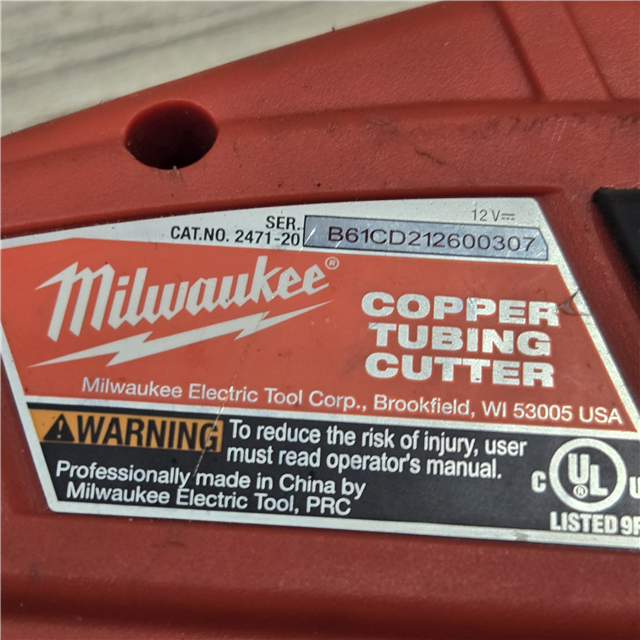 12V⎓
SER.
CAT.NO. 2471-20 B61CD212600307
Milwaukee®
COPPER
TUBING
CUTTER
Milwaukee Electric Tool Corp., Brookfield, WI 53005 USA
WARNING To reduce the risk of injury, user
must read operator's manual.
Professionally made in China by
Milwaukee Electric Tool, PRC
C UL® U
LISTED 9